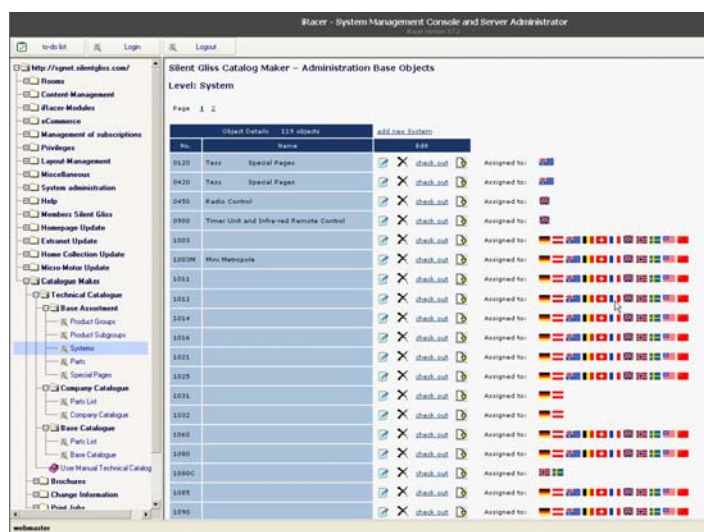 iRacer - System Management Console and Server Administrator
to-do list
Login
Logout
http://sgnet.silentgliss.com/
Rooms
Content-Management
iRacer-Modules
eCommerce
Management of subscriptions
Privileges
Layout-Management
Miscellaneous
System administration
Help
Members Silent Gliss
Homepage Update
Extranet Update
Home Collection Update
Micro-Motor Update
Catalogue Maker
Technical Catalogue
Base Assortment
Product Groups
Product Subgroups
Systems
Parts
Special Pages
Company Catalogue
Parts List
Company Catalogue
Base Catalogue
Parts List
Base Catalogue
User Manual Technical Catalog
Brochures
Change Information
Print Jobs
webmaster
Silent Gliss Catalog Maker – Administration Base Objects
Level: System
Page 1 2
Object Details 119 objects add new System
No. Name Edit
0120 Tass Special Pages check out Assigned to:
0420 Tass Special Pages check out Assigned to:
0450 Radio Control check out Assigned to:
0900 Timer Unit and Infra-red Remote Control check out Assigned to:
1003 check out Assigned to:
1003M Mini Metropole check out Assigned to:
1011 check out Assigned to:
1012 check out Assigned to:
1014 check out Assigned to:
1016 check out Assigned to:
1021 check out Assigned to:
1025 check out Assigned to:
1031 check out Assigned to:
1032 check out Assigned to:
1060 check out Assigned to:
1080 check out Assigned to:
1080C check out Assigned to:
1085 check out Assigned to:
1090 check out Assigned to: